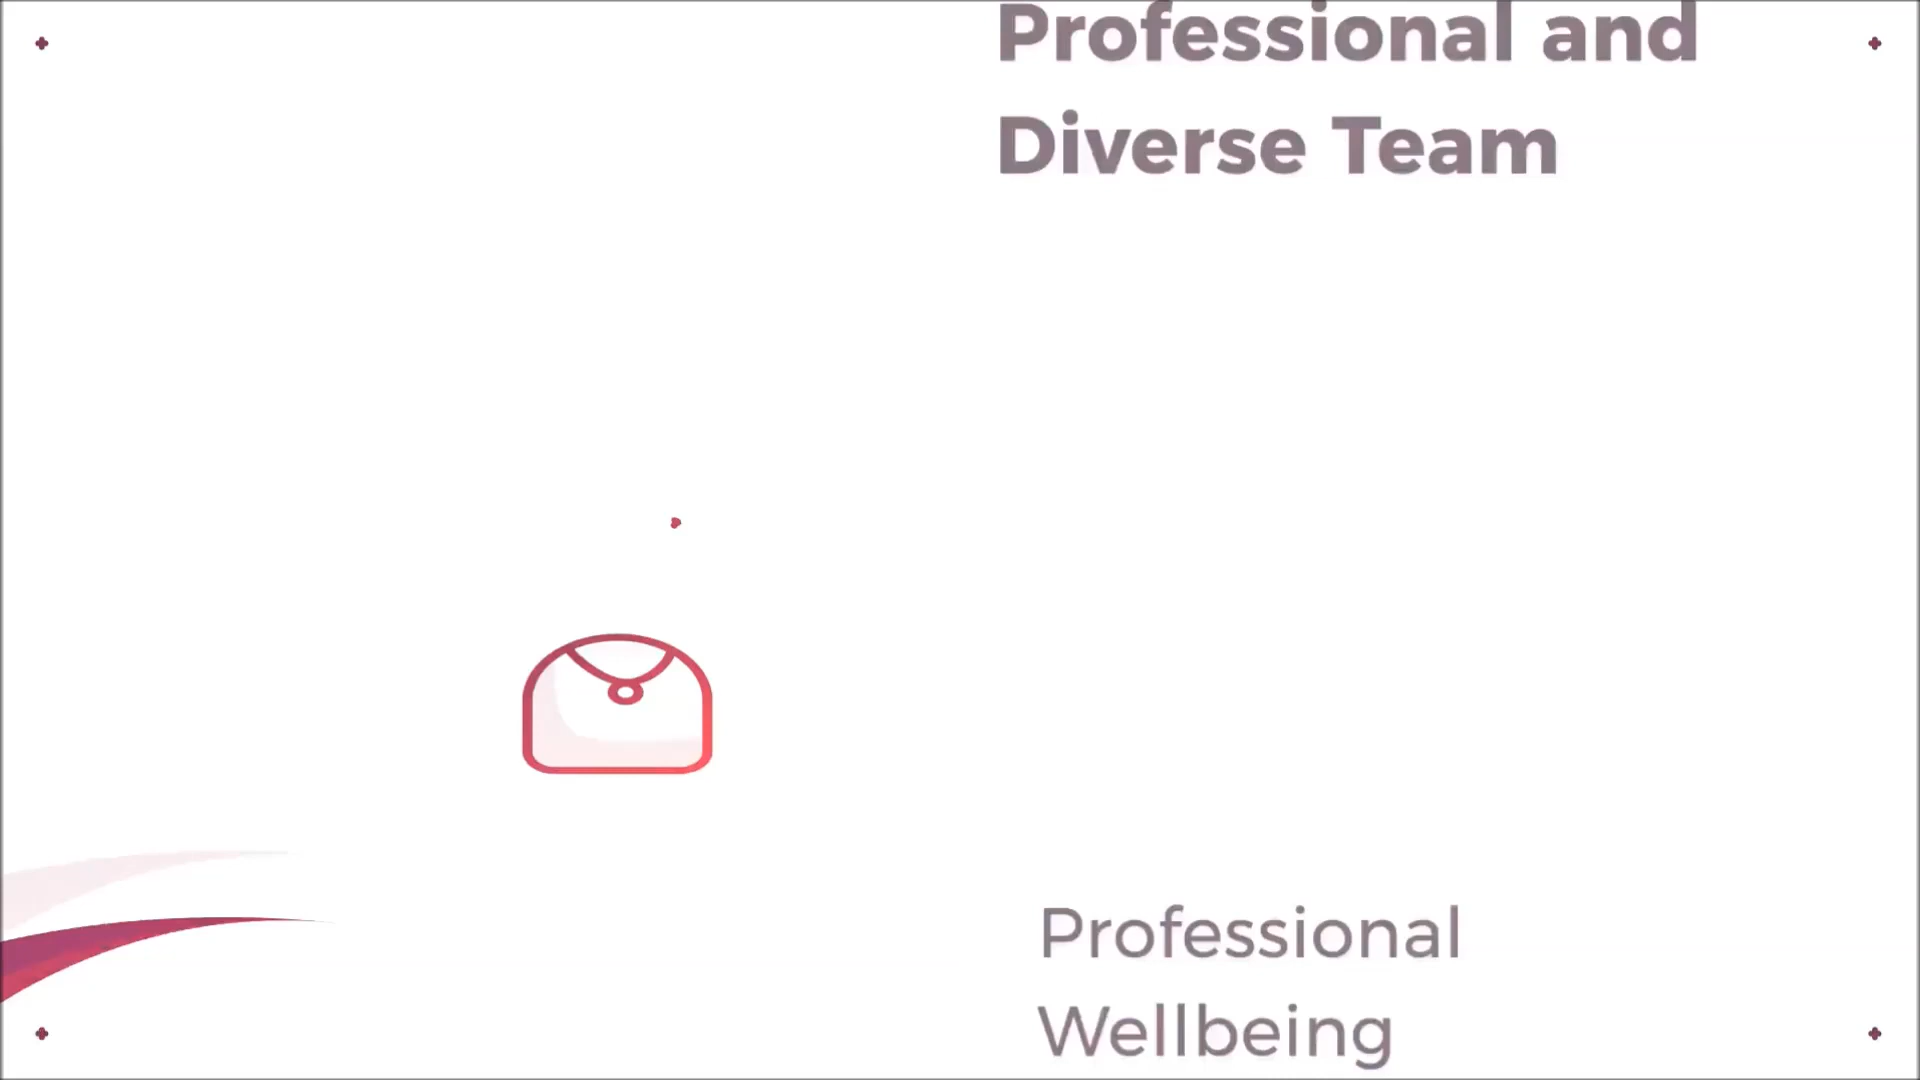 Professional and
Diverse Team
Professional
Wellbeing